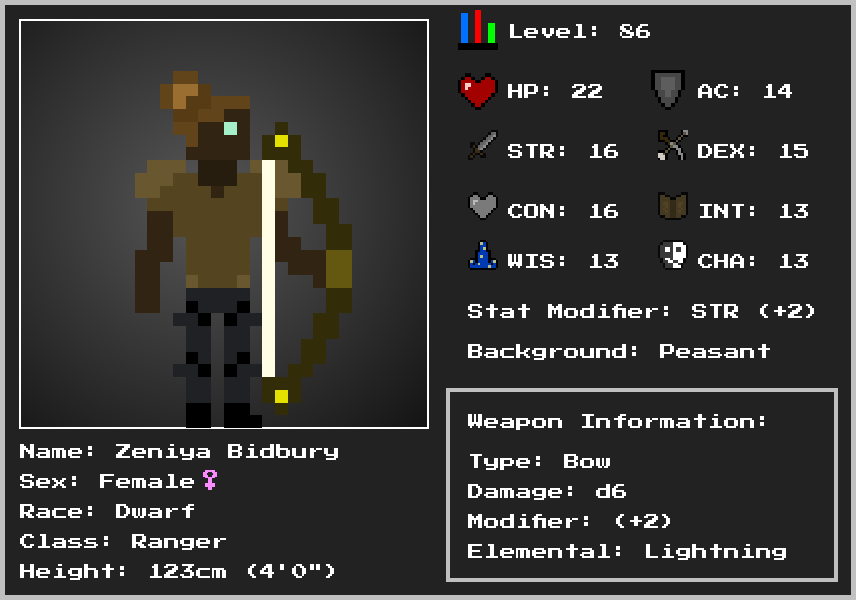 Level: 86
HP: 22
AC: 14
STR: 16
DEX: 15
CON: 16
INT: 13
WIS: 13
CHA: 13
Stat Modifier: STR (+2)
Background: Peasant
Name: Zeniya Bidbury
Sex: Female♀
Race: Dwarf
Class: Ranger
Height: 123cm (4'0")
Weapon Information:
Type: Bow
Damage: d6
Modifier: (+2)
Elemental: Lightning